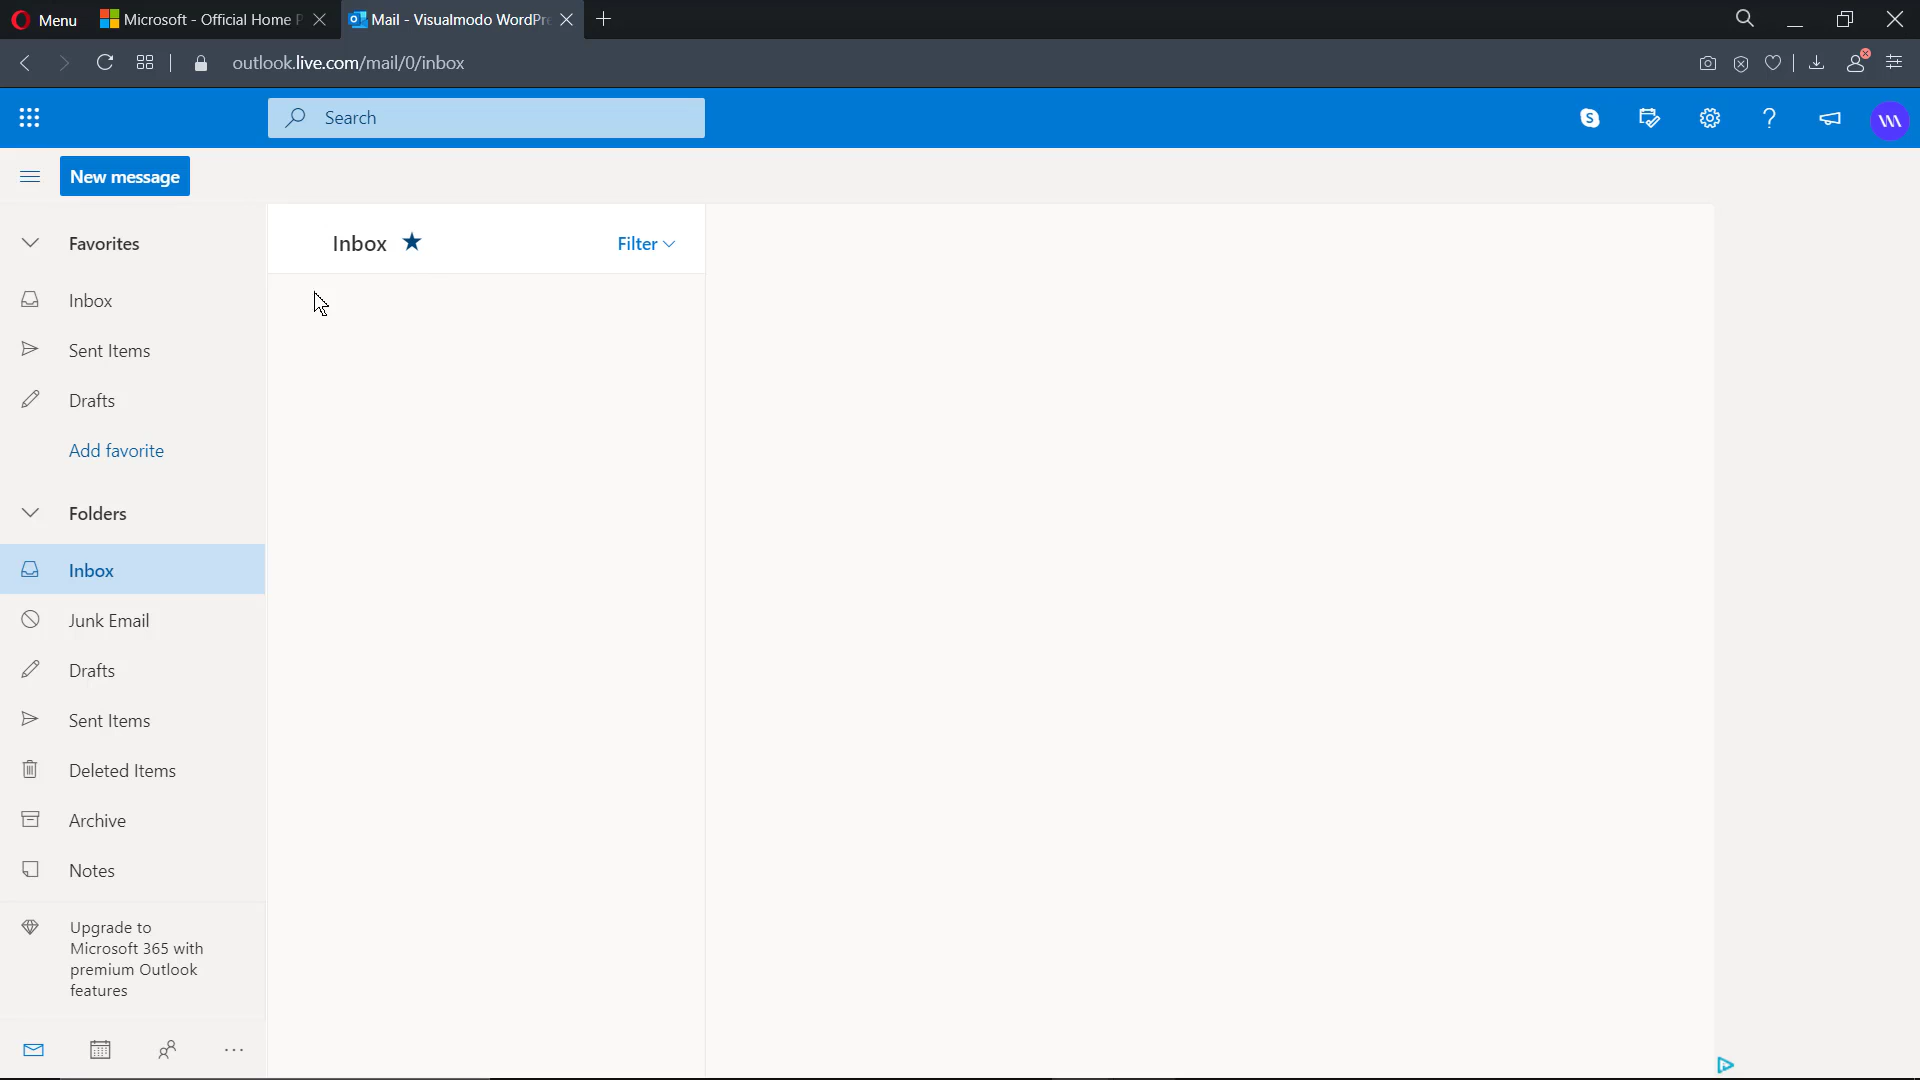 Menu
Microsoft - Official Home P
Mail - Visualmodo WordPre
outlook.live.com/mail/0/inbox
Search
New message
Favorites
Inbox
Sent Items
Drafts
Add favorite
Folders
Inbox
Junk Email
Drafts
Sent Items
Deleted Items
Archive
Notes
Upgrade to
Microsoft 365 with
premium Outlook
features
Inbox
Filter